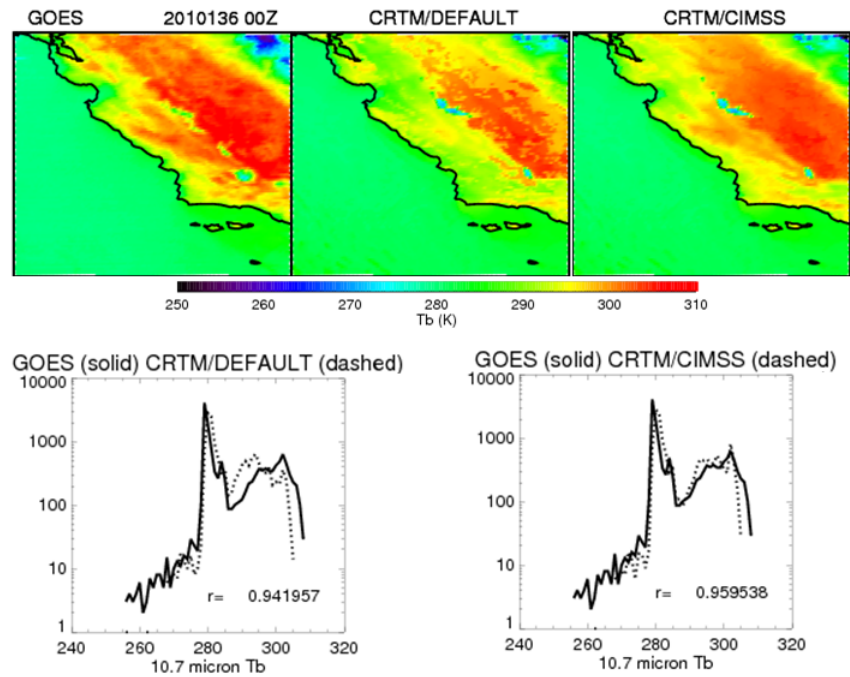 GOES 2010136 00Z CRTM/DEFAULT CRTM/CIMSS
250 260 270 280 290 300 310
Tb (K)
GOES (solid) CRTM/DEFAULT (dashed)
10000
1000
100
10
1
r= 0.941957
240 260 280 300 320
10.7 micron Tb
GOES (solid) CRTM/CIMSS (dashed)
10000
1000
100
10
1
r= 0.959538
240 260 280 300 320
10.7 micron Tb